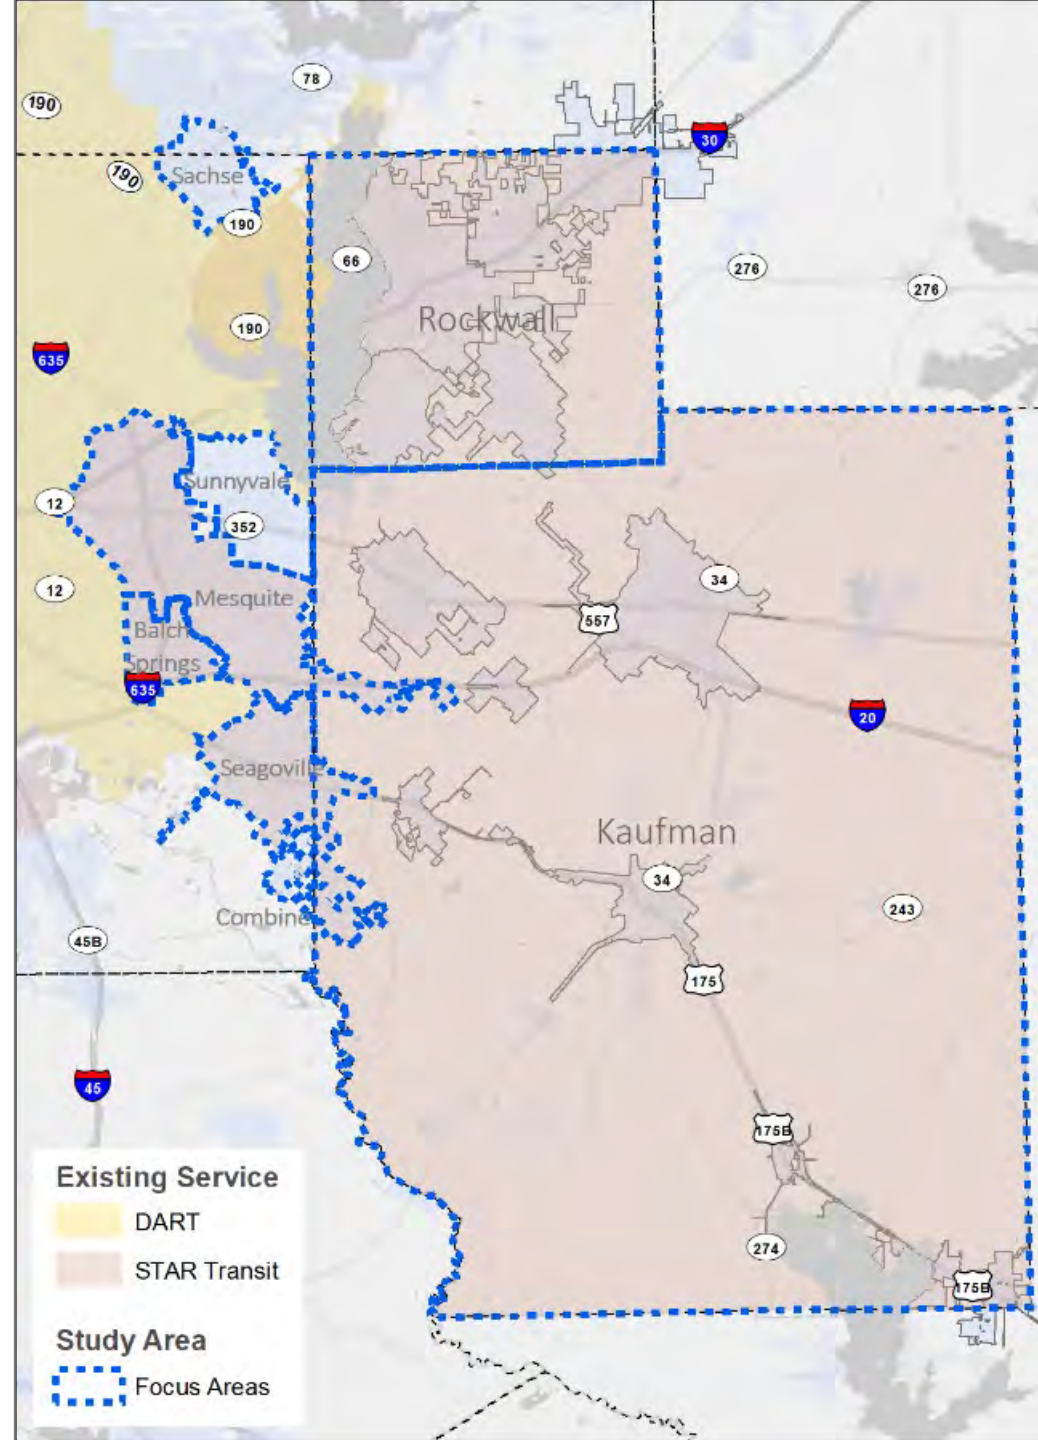 78
190
30
190
Sachse
190
66
276
276
Rockwall
190
635
Sunnyvale
12
352
34
12
Mesquite
557
Balch
Springs
635
20
Seagoville
Kaufman
34
243
Combine
45B
175
45
175B
Existing Service
DART
STAR Transit
274
175B
Study Area
Focus Areas